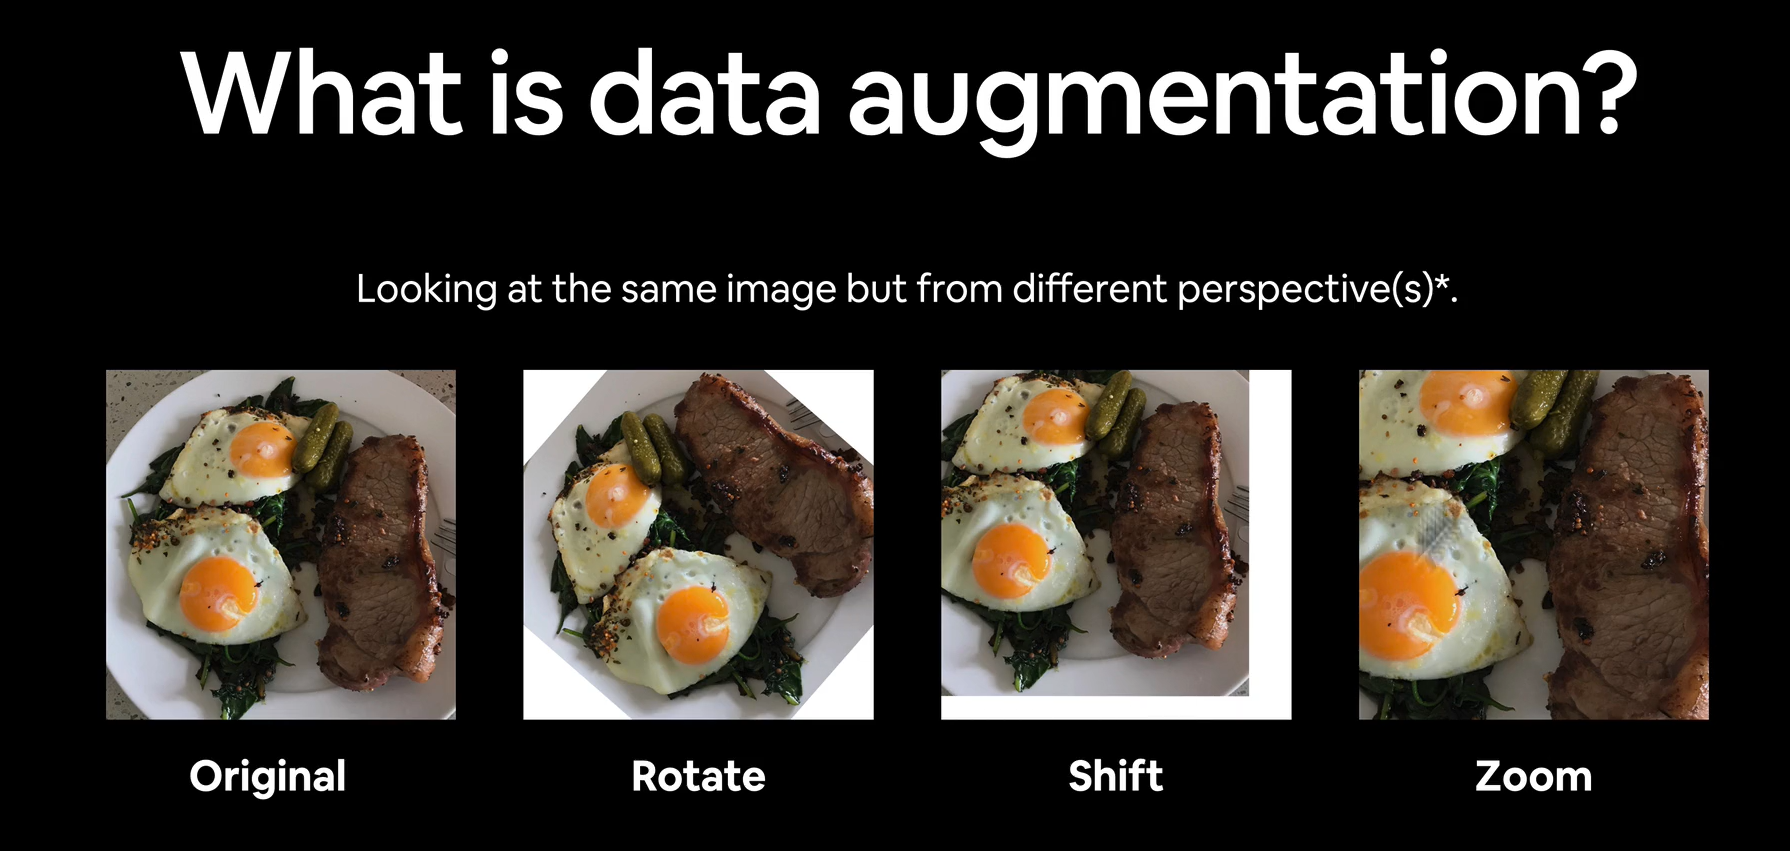 What is data augmentation?
Looking at the same image but from different perspective(s)*.
Original
Rotate
Shift
Zoom